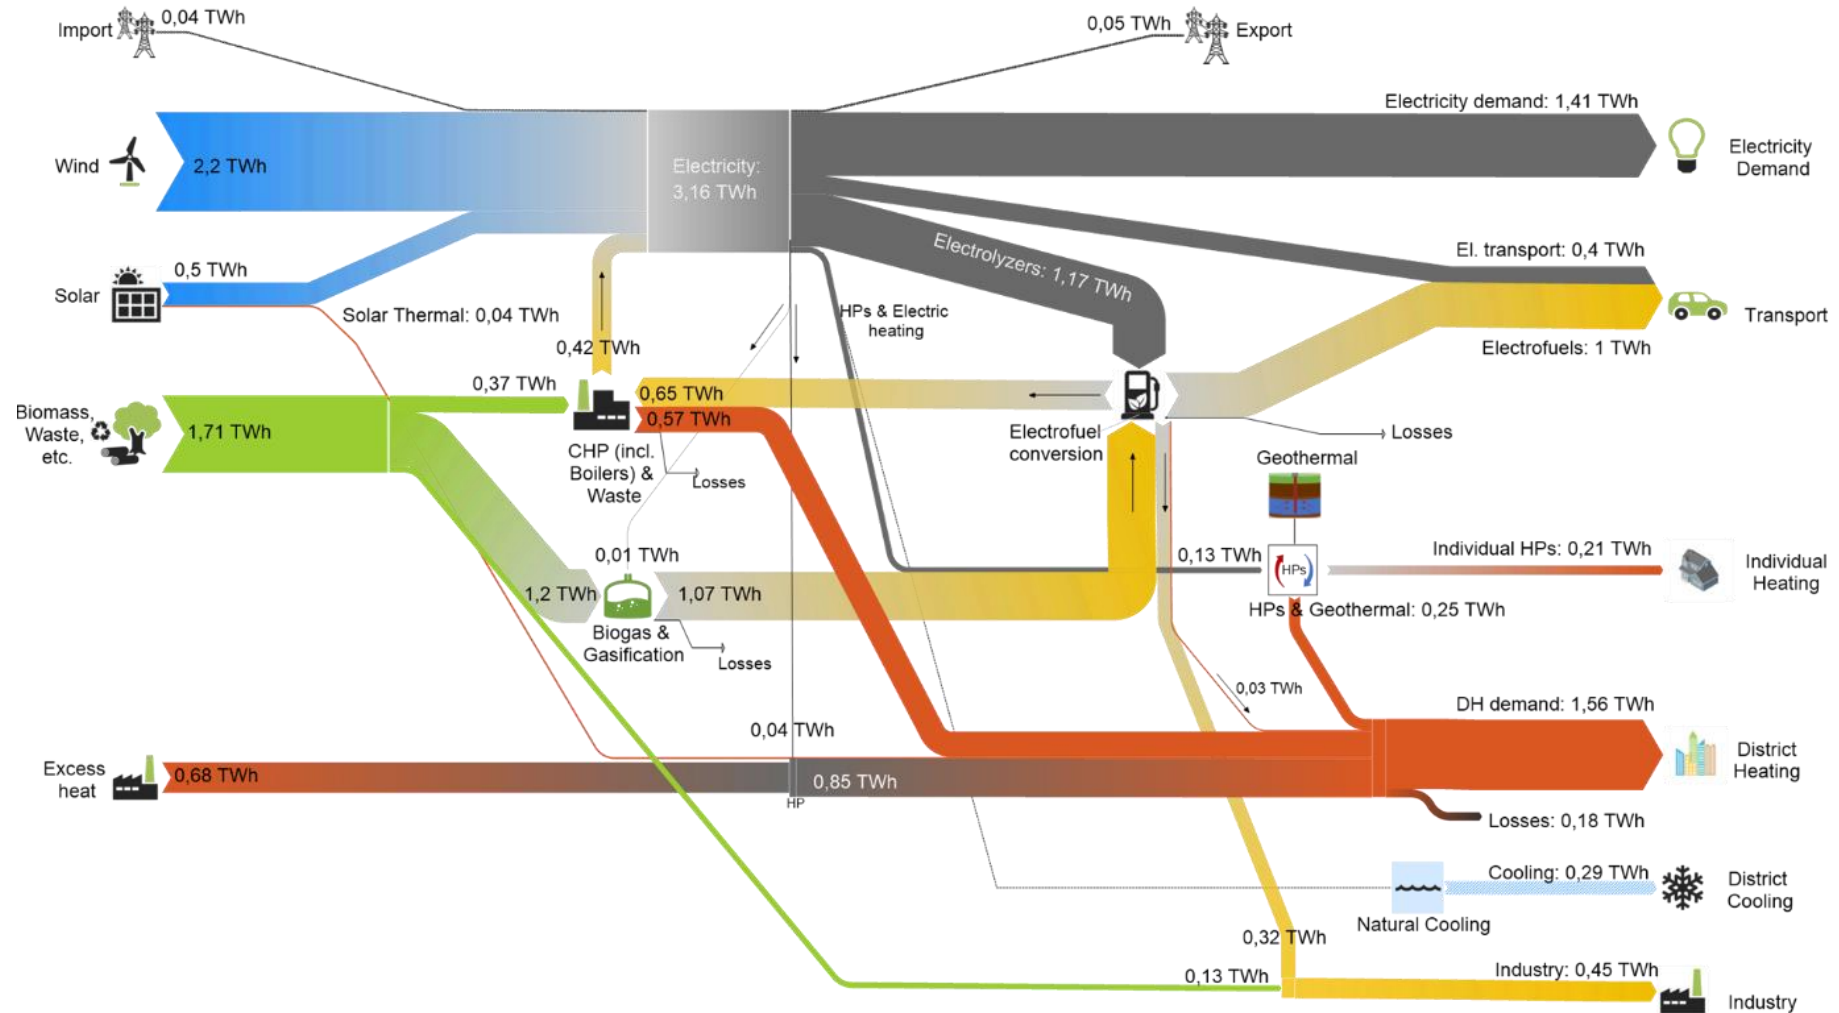 Import
0,04 TWh
0,05 TWh
Export
Electricity demand: 1,41 TWh
Wind
2,2 TWh
Electricity:
3,16 TWh
Electricity
Demand
Electrolyzers: 1,17 TWh
El. transport: 0,4 TWh
Solar
0,5 TWh
Solar Thermal: 0,04 TWh
HPs & Electric
heating
Transport
Electrofuels: 1 TWh
0,42 TWh
0,37 TWh
0,65 TWh
0,57 TWh
Biomass,
Waste,
etc.
1,71 TWh
CHP (incl.
Boilers) &
Waste
Losses
Electrofuel
conversion
Losses
Geothermal
0,01 TWh
0,13 TWh
HPs
Individual HPs: 0,21 TWh
Individual
Heating
1,2 TWh
1,07 TWh
HPs & Geothermal: 0,25 TWh
Biogas &
Gasification
Losses
0,03 TWh
DH demand: 1,56 TWh
0,04 TWh
District
Heating
Excess
heat
0,68 TWh
0,85 TWh
HP
Losses: 0,18 TWh
Cooling: 0,29 TWh
District
Cooling
Natural Cooling
0,32 TWh
0,13 TWh
Industry: 0,45 TWh
Industry